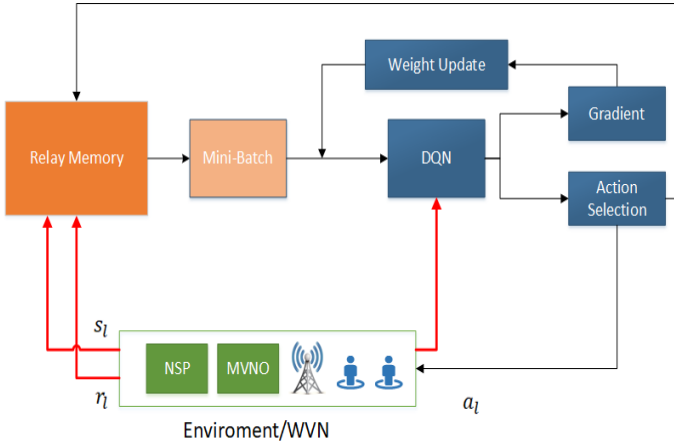 Weight Update
Relay Memory
Mini-Batch
DQN
Gradient
Action
Selection
s_l
NSP
MVNO
r_l
a_l
Enviroment/WVN